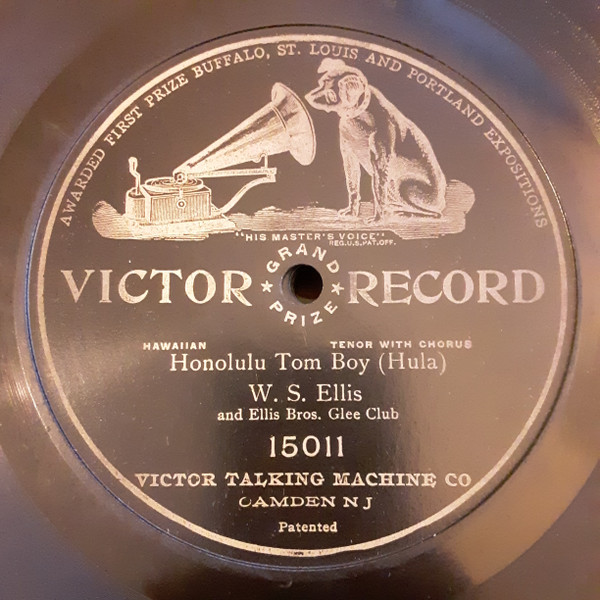 AWARDED FIRST PRIZE BUFFALO, ST. LOUIS AND PORTLAND EXPOSITIONS
"HIS MASTER'S VOICE"
REG.U.S.PAT.OFF.
VICTOR RECORD
GRAND PRIZE
HAWAIIAN TENOR WITH CHORUS
Honolulu Tom Boy (Hula)
W. S. Ellis
and Ellis Bros. Glee Club
15011
VICTOR TALKING MACHINE CO
CAMDEN N J
Patented